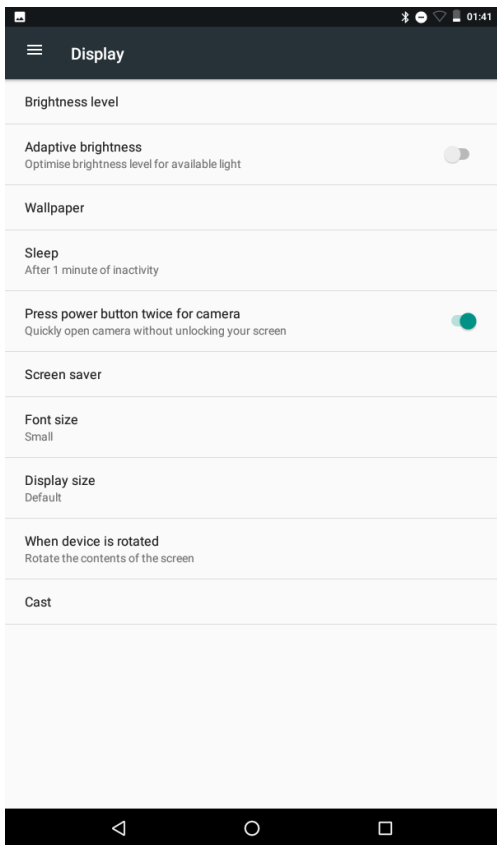 01:41
Display
Brightness level
Adaptive brightness
Optimise brightness level for available light
Wallpaper
Sleep
After 1 minute of inactivity
Press power button twice for camera
Quickly open camera without unlocking your screen
Screen saver
Font size
Small
Display size
Default
When device is rotated
Rotate the contents of the screen
Cast